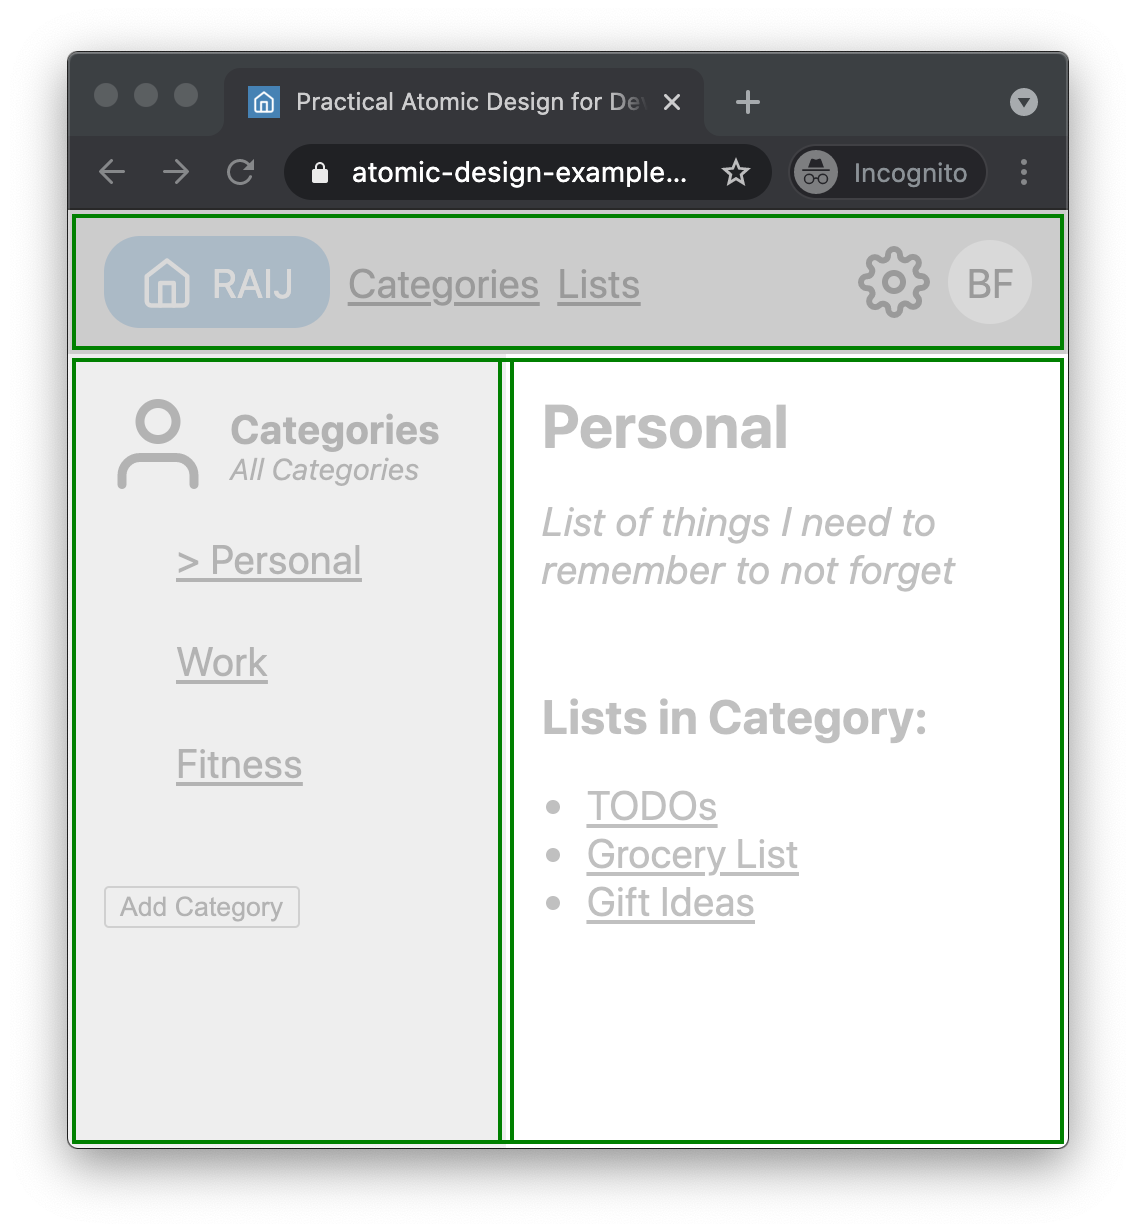 Practical Atomic Design for Dev
atomic-design-example...
Incognito
RAIJ Categories Lists
BF
Categories
All Categories
> Personal
Work
Fitness
Add Category
Personal
List of things I need to
remember to not forget
Lists in Category:
TODOs
Grocery List
Gift Ideas